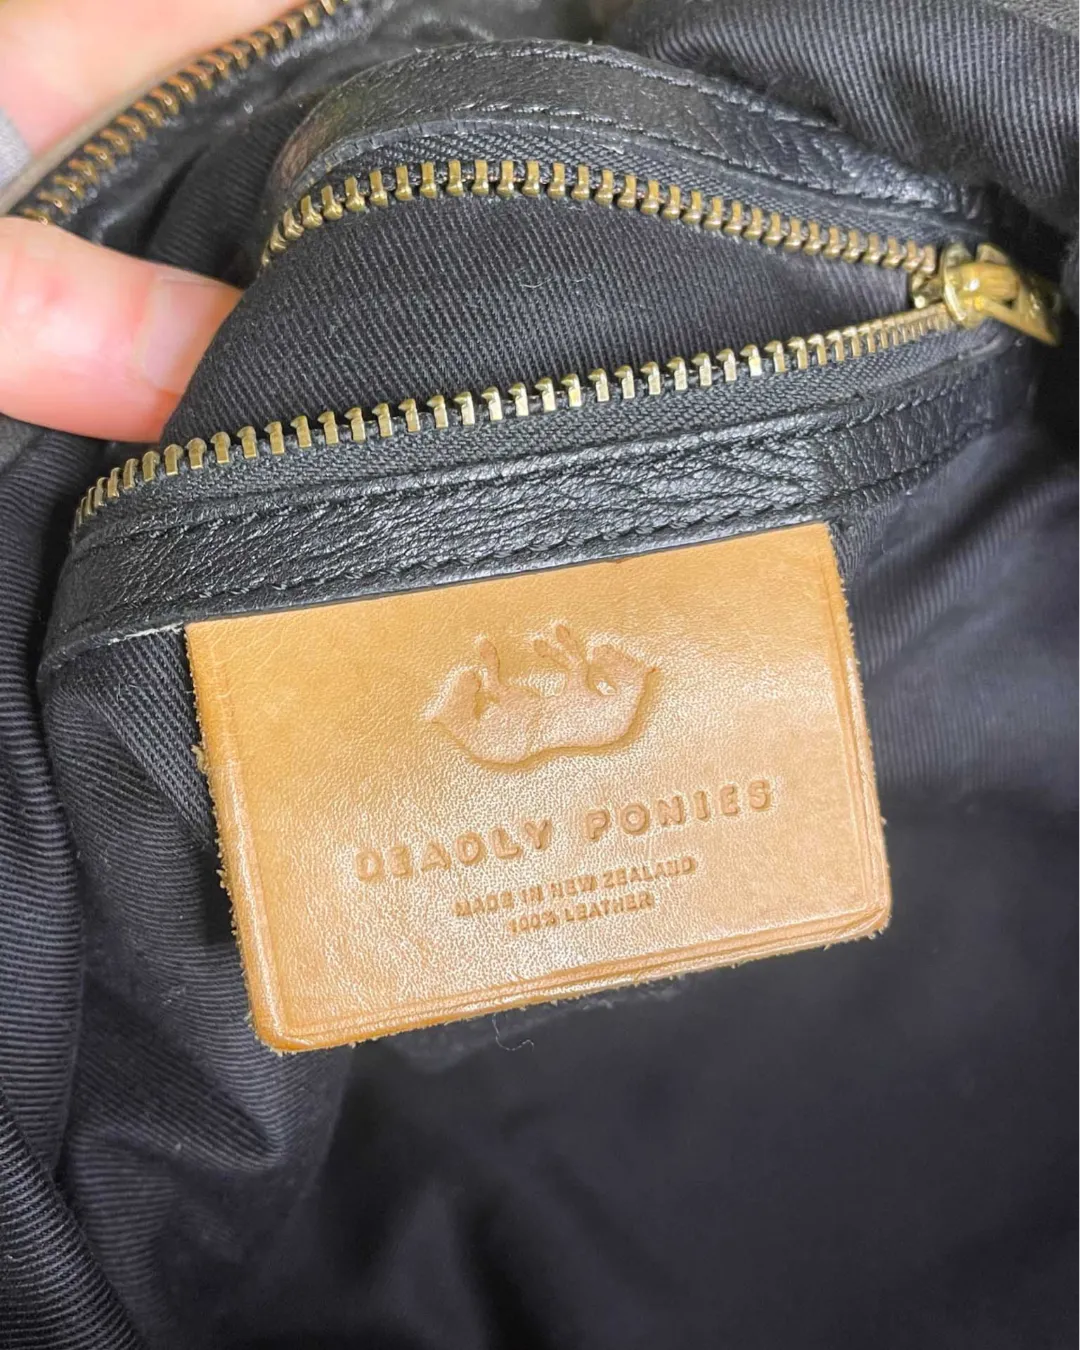 DEADLY PONIES
MADE IN NEW ZEALAND
100% LEATHER